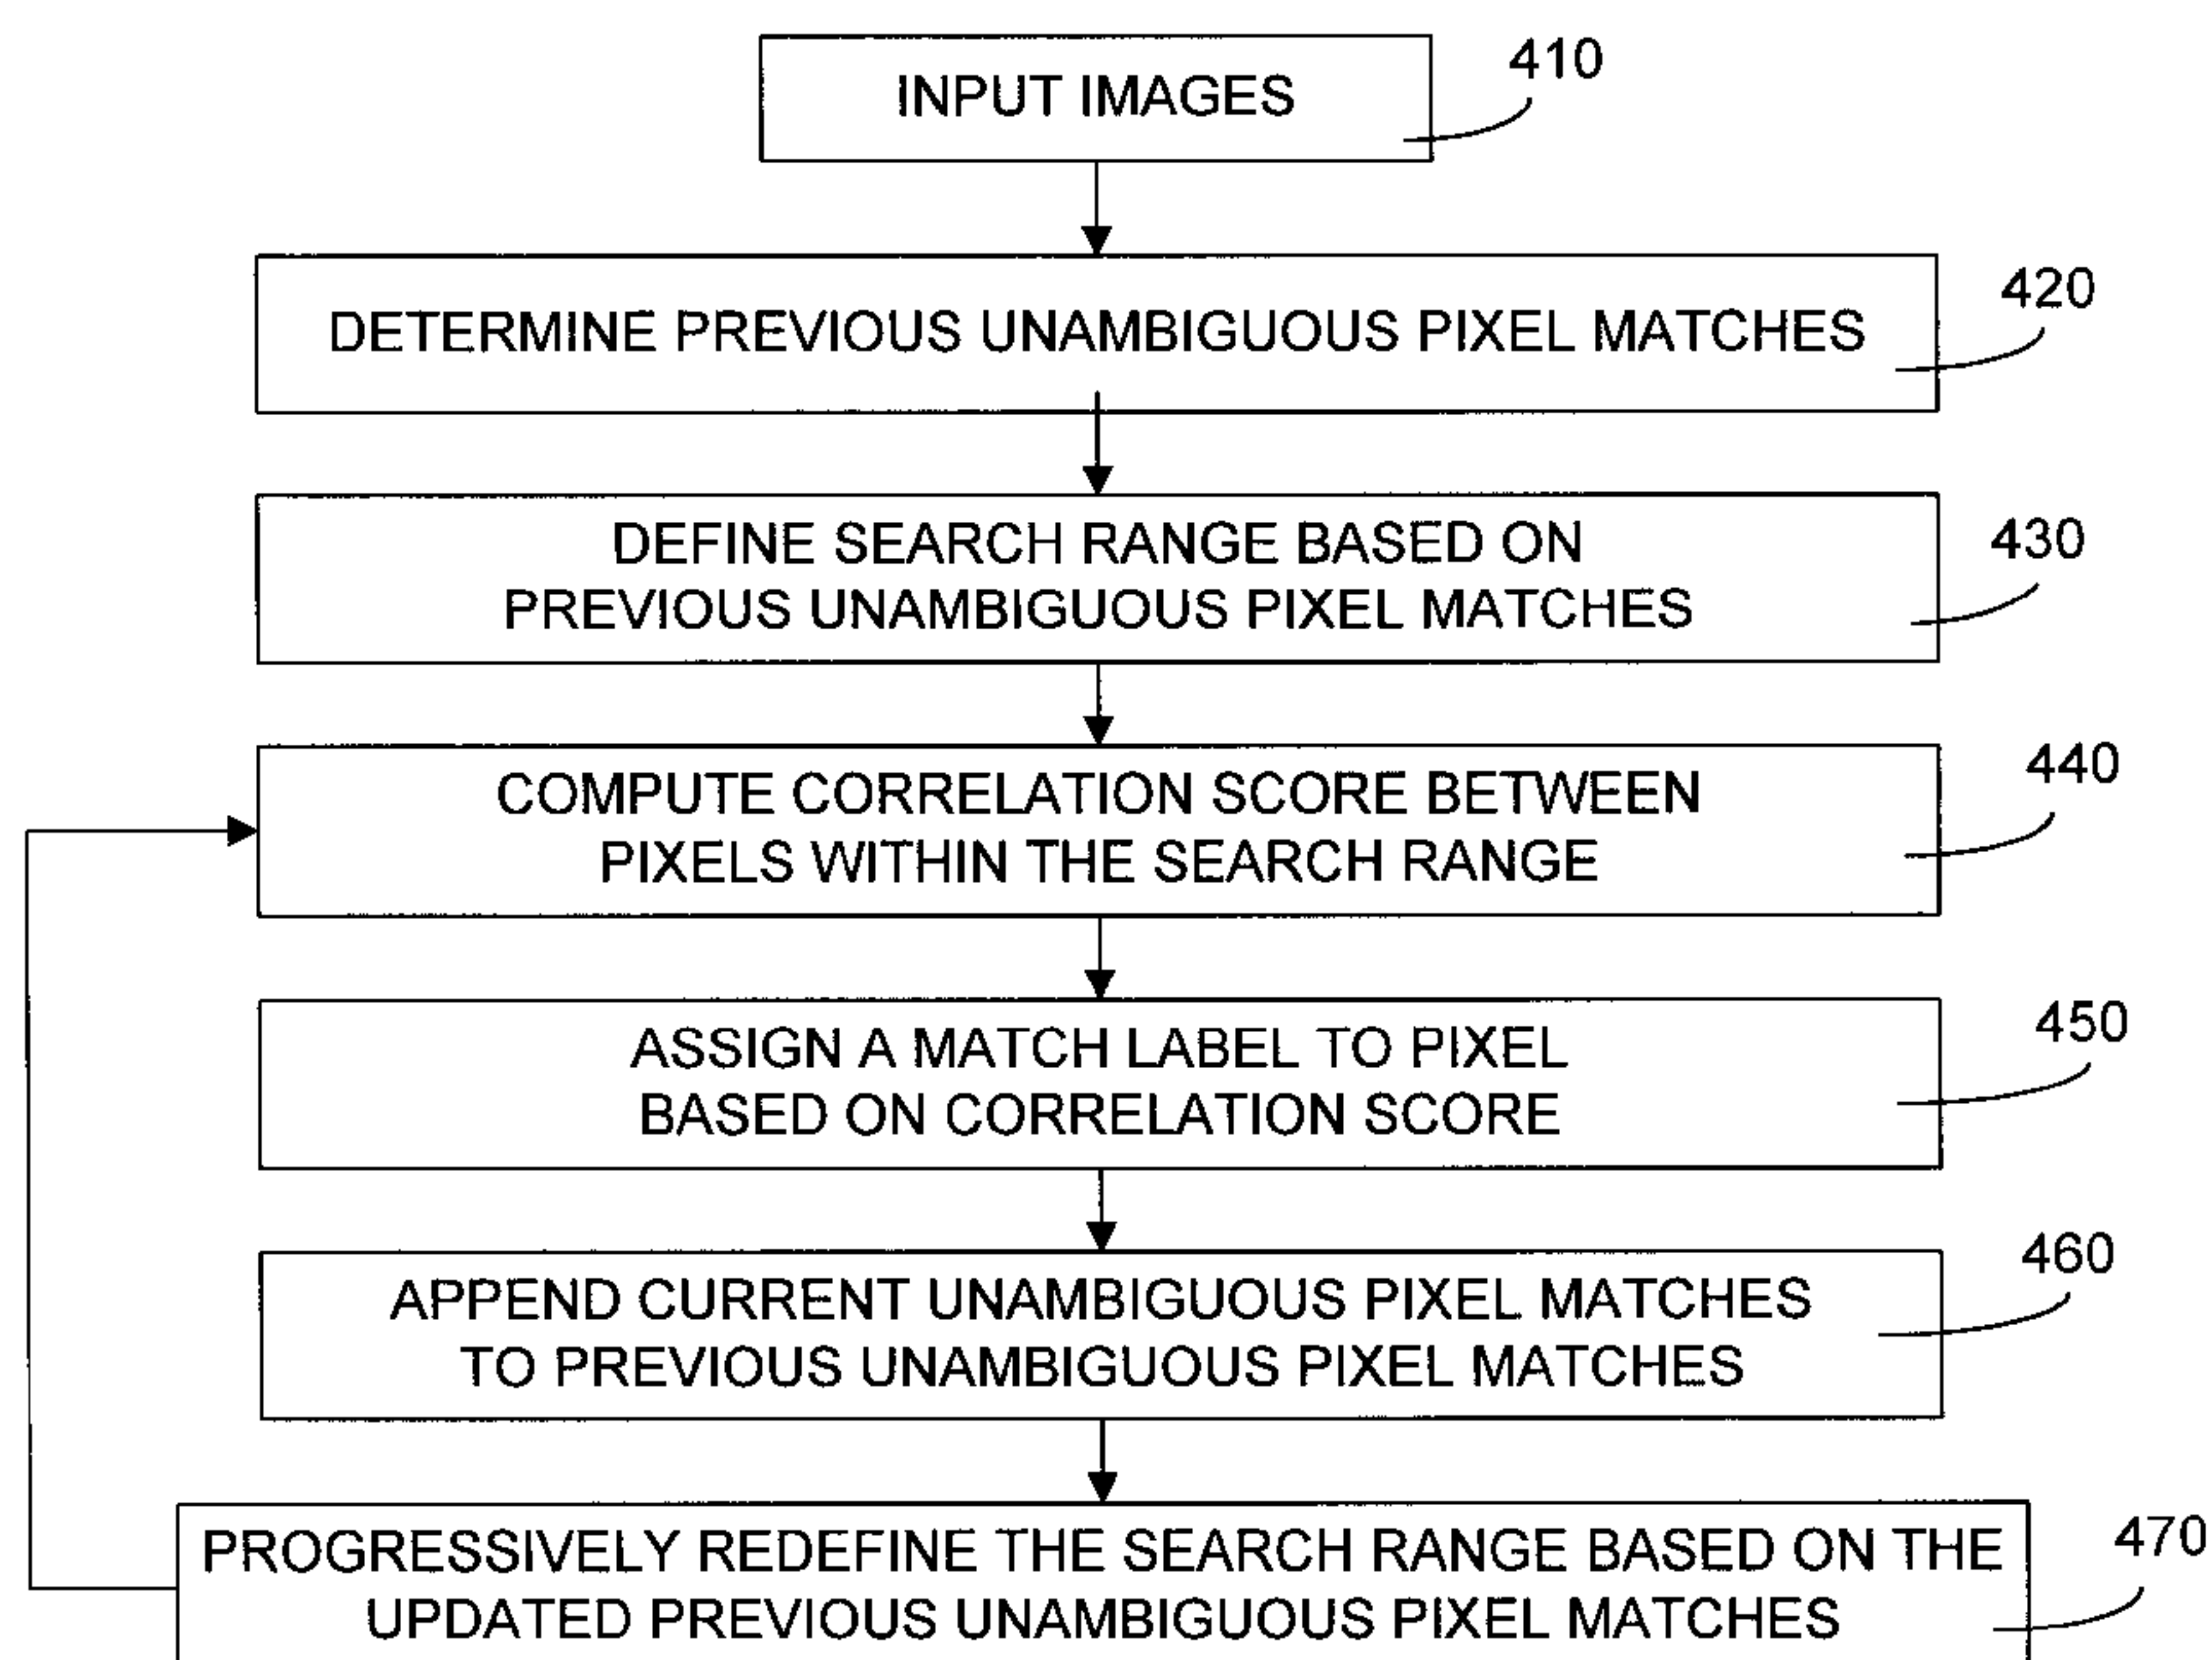 INPUT IMAGES
410
DETERMINE PREVIOUS UNAMBIGUOUS PIXEL MATCHES
420
DEFINE SEARCH RANGE BASED ON
PREVIOUS UNAMBIGUOUS PIXEL MATCHES
430
COMPUTE CORRELATION SCORE BETWEEN
PIXELS WITHIN THE SEARCH RANGE
440
ASSIGN A MATCH LABEL TO PIXEL
BASED ON CORRELATION SCORE
450
APPEND CURRENT UNAMBIGUOUS PIXEL MATCHES
TO PREVIOUS UNAMBIGUOUS PIXEL MATCHES
460
PROGRESSIVELY REDEFINE THE SEARCH RANGE BASED ON THE
UPDATED PREVIOUS UNAMBIGUOUS PIXEL MATCHES
470